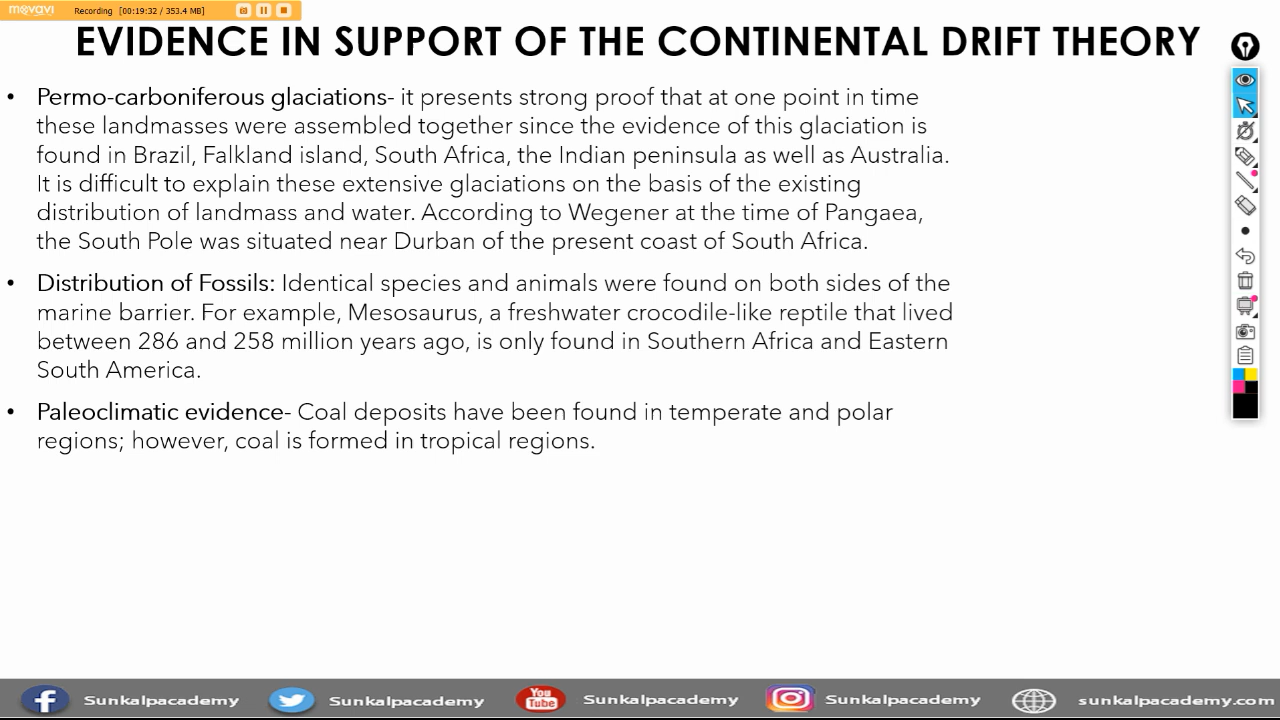 movavi
Recording [00:19:32 / 353.4 MB]
EVIDENCE IN SUPPORT OF THE CONTINENTAL DRIFT THEORY
• Permo-carboniferous glaciations- it presents strong proof that at one point in time
these landmasses were assembled together since the evidence of this glaciation is
found in Brazil, Falkland island, South Africa, the Indian peninsula as well as Australia.
It is difficult to explain these extensive glaciations on the basis of the existing
distribution of landmass and water. According to Wegener at the time of Pangaea,
the South Pole was situated near Durban of the present coast of South Africa.
• Distribution of Fossils: Identical species and animals were found on both sides of the
marine barrier. For example, Mesosaurus, a freshwater crocodile-like reptile that lived
between 286 and 258 million years ago, is only found in Southern Africa and Eastern
South America.
• Paleoclimatic evidence- Coal deposits have been found in temperate and polar
regions; however, coal is formed in tropical regions.
f Sunkalpacademy Sunkalpacademy You Tube Sunkalpacademy Sunkalpacademy sunkalpacademy.com